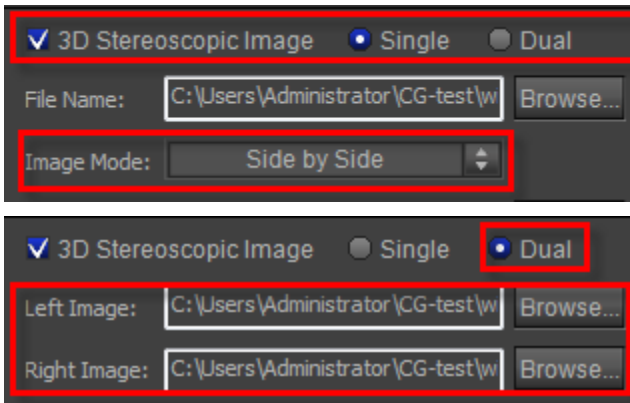 3D Stereoscopic Image Single Dual
File Name: C:\Users\Administrator\CG-test\w Browse...
Image Mode: Side by Side
3D Stereoscopic Image Single Dual
Left Image: C:\Users\Administrator\CG-test\w Browse...
Right Image: C:\Users\Administrator\CG-test\w Browse...